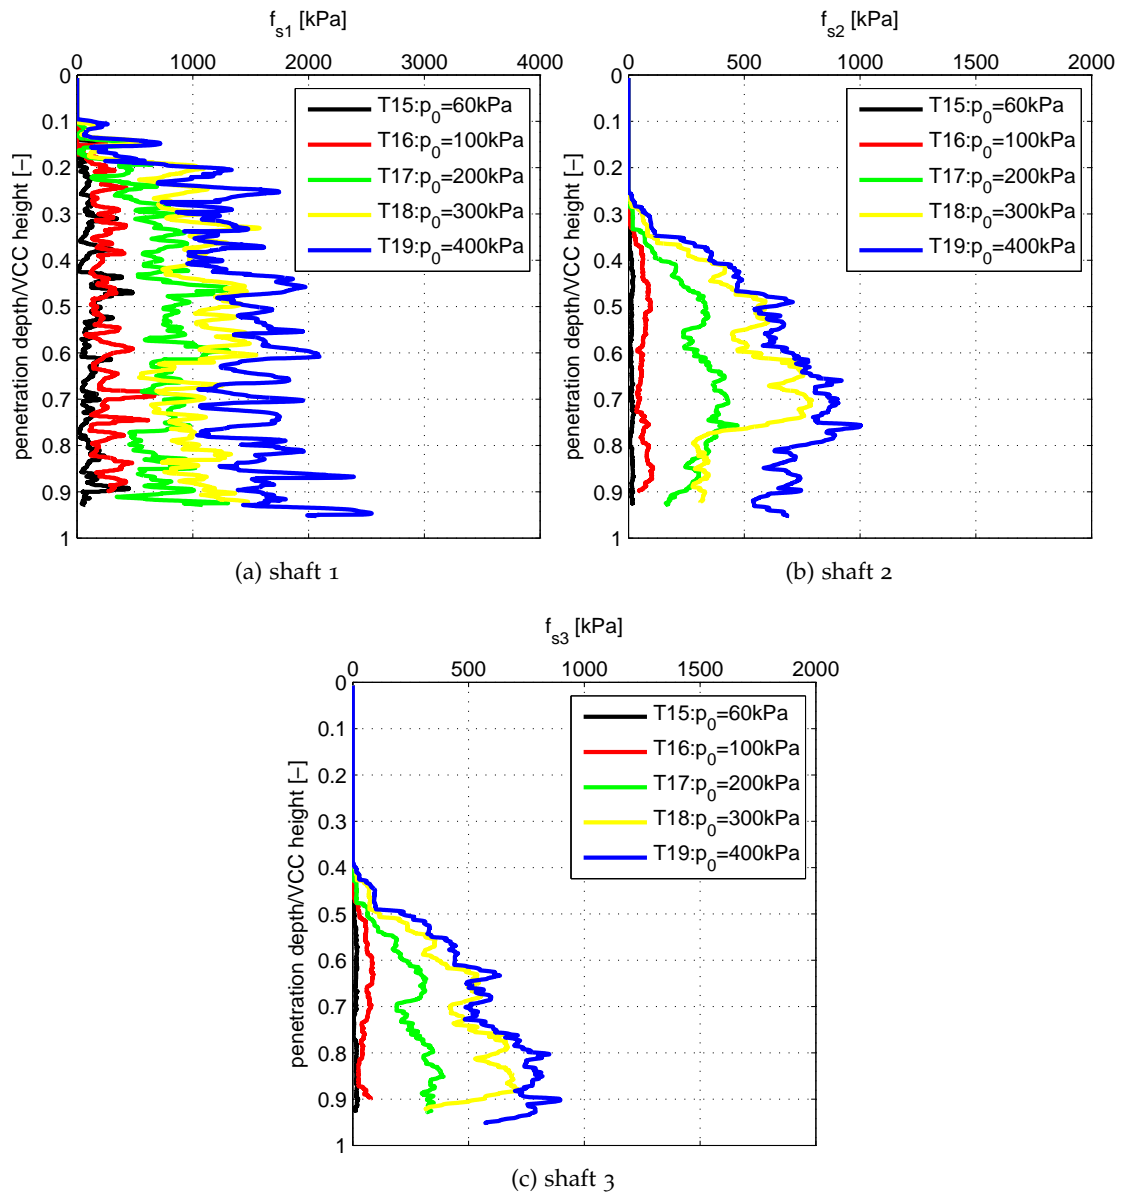 f_s1 [kPa]
0 1000 2000 3000 4000
0
0.1
0.2
0.3
0.4
0.5
0.6
0.7
0.8
0.9
1
penetration depth/VCC height [–]
T15:p_0=60kPa
T16:p_0=100kPa
T17:p_0=200kPa
T18:p_0=300kPa
T19:p_0=400kPa
(a) shaft 1
f_s2 [kPa]
0 500 1000 1500 2000
0
0.1
0.2
0.3
0.4
0.5
0.6
0.7
0.8
0.9
1
penetration depth/VCC height [–]
T15:p_0=60kPa
T16:p_0=100kPa
T17:p_0=200kPa
T18:p_0=300kPa
T19:p_0=400kPa
(b) shaft 2
f_s3 [kPa]
0 500 1000 1500 2000
0
0.1
0.2
0.3
0.4
0.5
0.6
0.7
0.8
0.9
1
penetration depth/VCC height [–]
T15:p_0=60kPa
T16:p_0=100kPa
T17:p_0=200kPa
T18:p_0=300kPa
T19:p_0=400kPa
(c) shaft 3